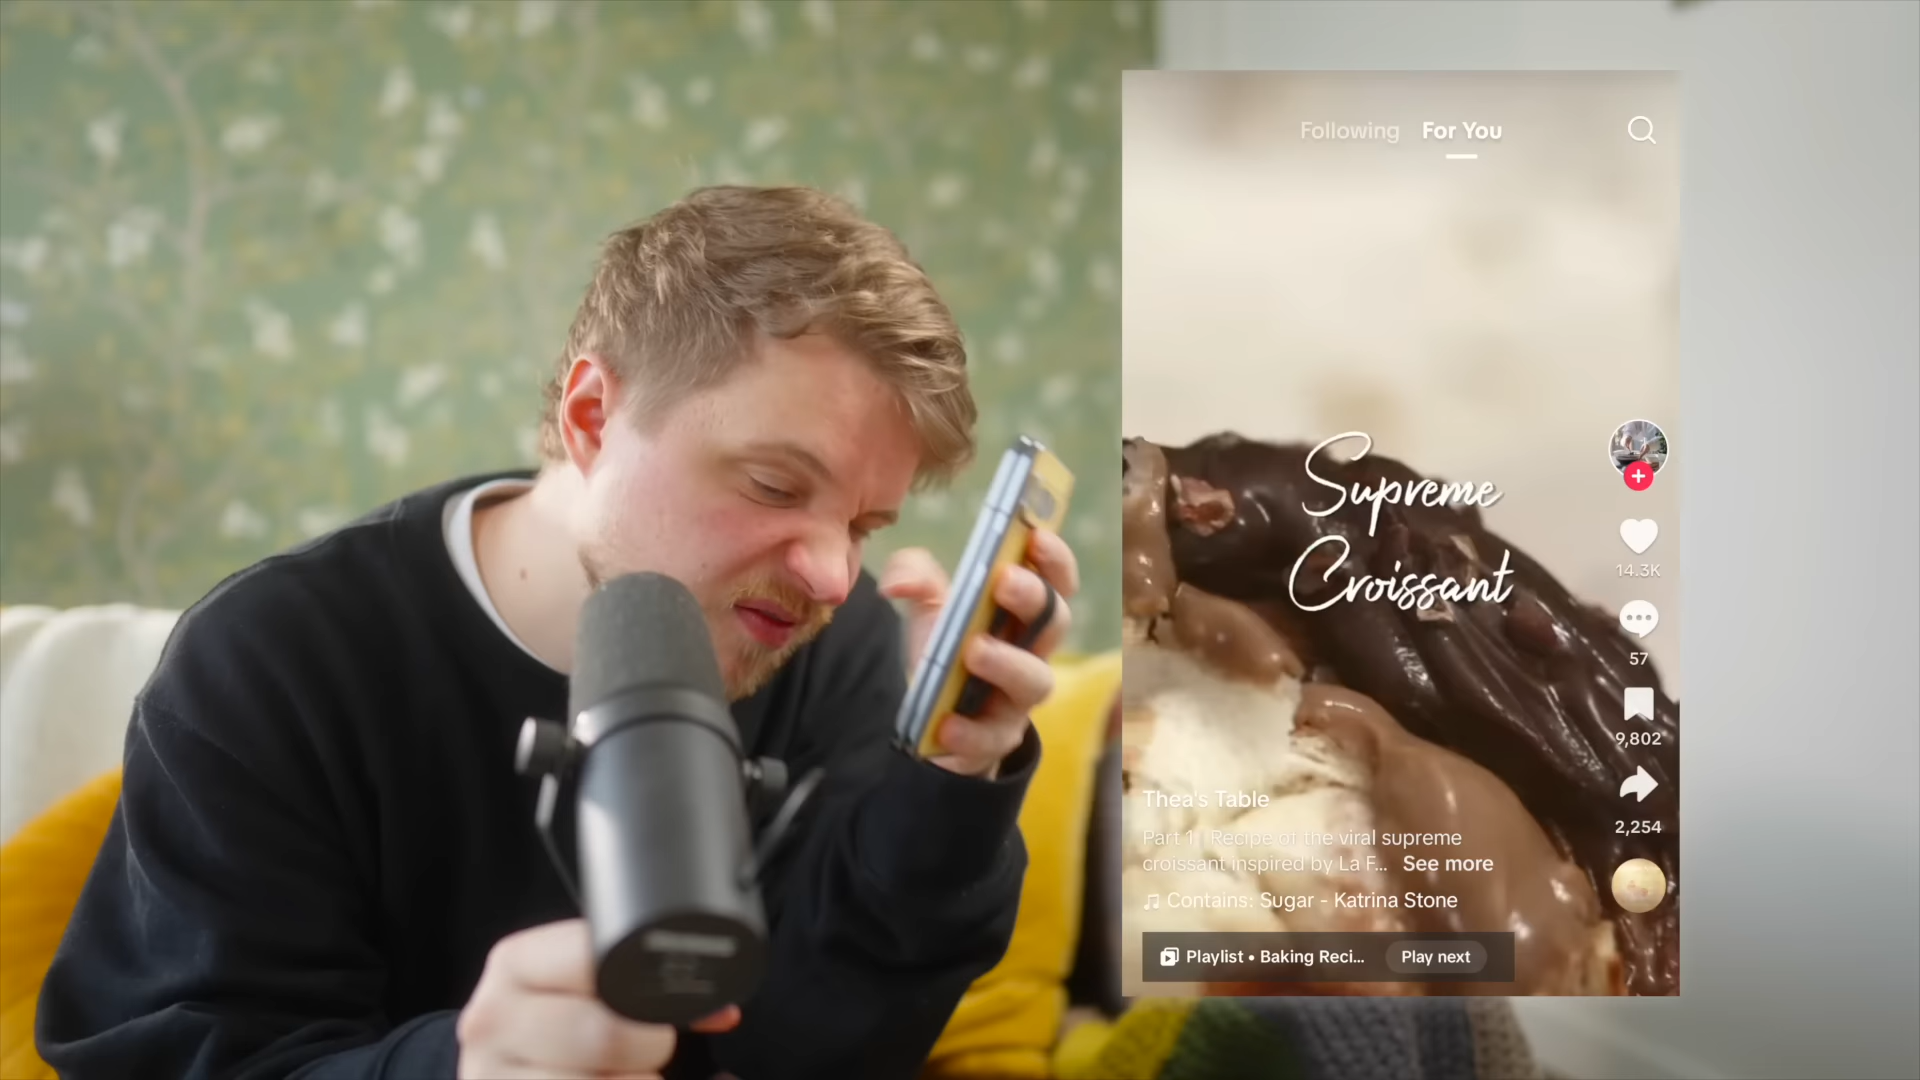 Following For You
Supreme
Croissant
14.3K
57
9,802
2,254
Thea's Table
Part 1 Recipe of the viral supreme
croissant inspired by La F... See more
Contains: Sugar - Katrina Stone
Playlist • Baking Reci... Play next